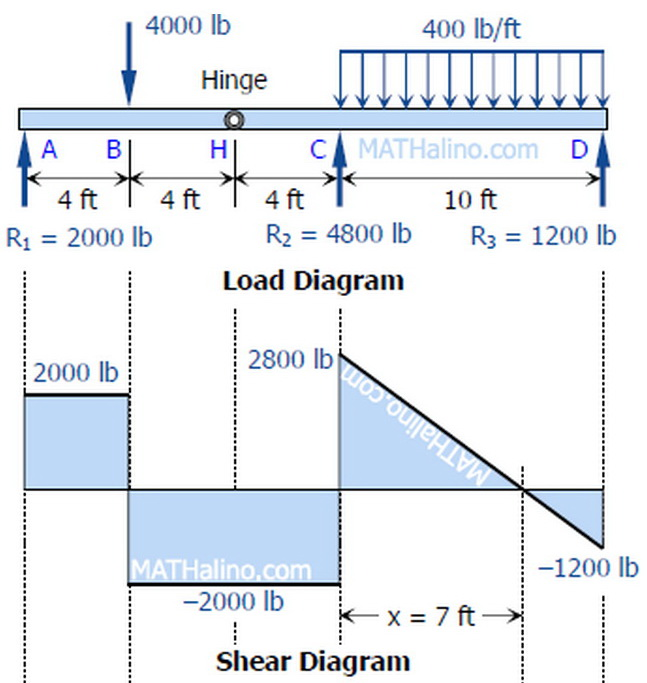 4000 lb
400 lb/ft
Hinge
A B H C MATHalino.com D
4 ft 4 ft 4 ft 10 ft
R₁ = 2000 lb R₂ = 4800 lb R₃ = 1200 lb
Load Diagram
2000 lb
2800 lb
MATHalino.com
MATHalino.com
−1200 lb
−2000 lb
x = 7 ft
Shear Diagram